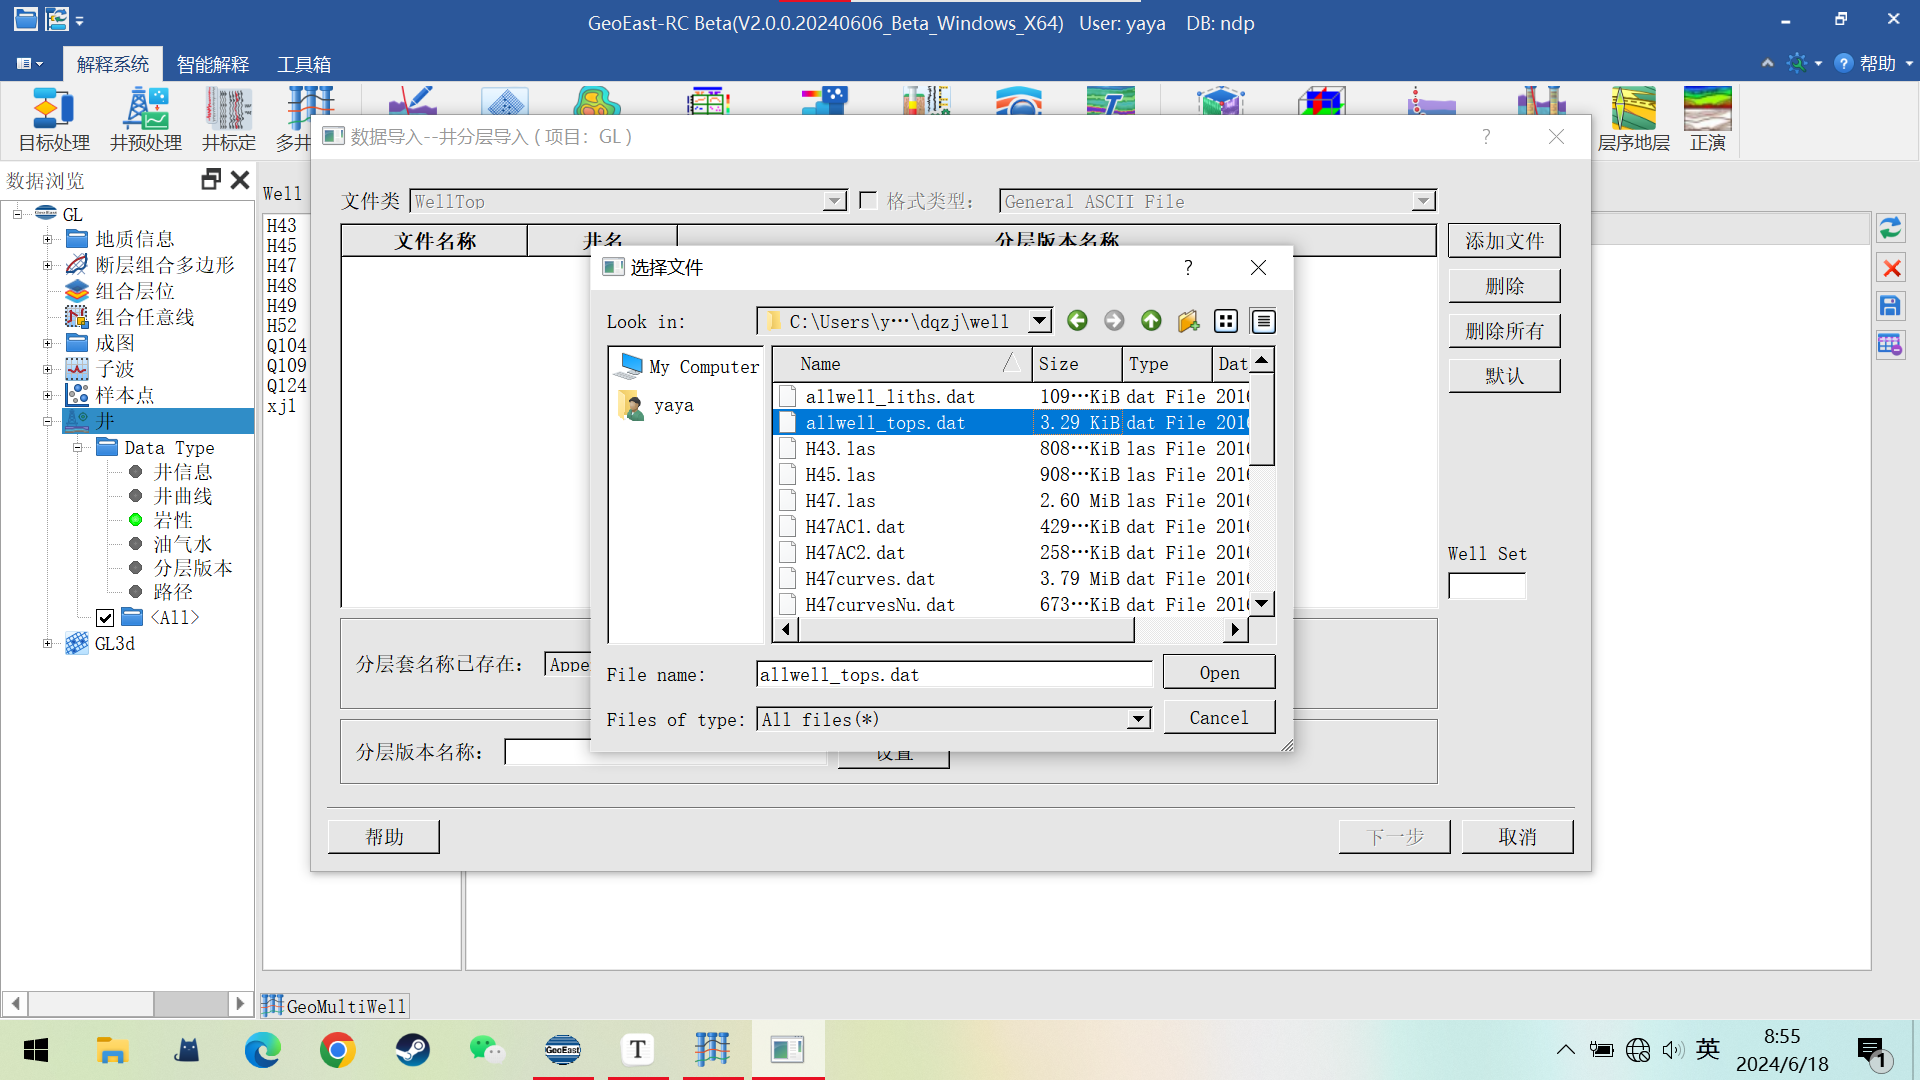 GeoEast-RC Beta(V2.0.0.20240606_Beta_Windows_X64) User: yaya DB: ndp
解释系统 智能解释 工具箱 帮助
目标处理 井预处理 井标定 多井 层序地层 正演
数据导入--井分层导入 ( 项目: GL )
数据浏览
GL
地质信息
断层组合多边形
组合层位
组合任意线
成图
子波
样本点
井
Data Type
井信息
井曲线
岩性
油气水
分层版本
路径
<All>
GL3d
Well
H43
H45
H47
H48
H49
H52
Q104
Q109
Q124
xj1
文件类 WellTop 格式类型: General ASCII File
文件名称 井名 分层版本名称
添加文件
删除
删除所有
默认
Well Set
选择文件
Look in: C:\Users\y···\dqzj\well
My Computer
yaya
Name Size Type Dat
allwell_liths.dat 109···KiB dat File 201
allwell_tops.dat 3.29 KiB dat File 201
H43.las 808···KiB las File 201
H45.las 908···KiB las File 201
H47.las 2.60 MiB las File 201
H47AC1.dat 429···KiB dat File 201
H47AC2.dat 258···KiB dat File 201
H47curves.dat 3.79 MiB dat File 201
H47curvesNu.dat 673···KiB dat File 201
File name: allwell_tops.dat Open
Files of type: All files(*) Cancel
分层套名称已存在: Appe
分层版本名称: 设置
帮助 下一步 取消
GeoMultiWell
GeoEast
T
英
8:55
2024/6/18
1